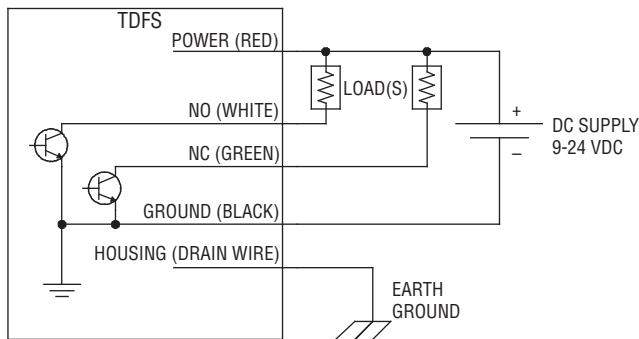 TDFS
POWER (RED)
NO (WHITE)
LOAD(S)
NC (GREEN)
+
DC SUPPLY
9-24 VDC
–
GROUND (BLACK)
HOUSING (DRAIN WIRE)
EARTH
GROUND